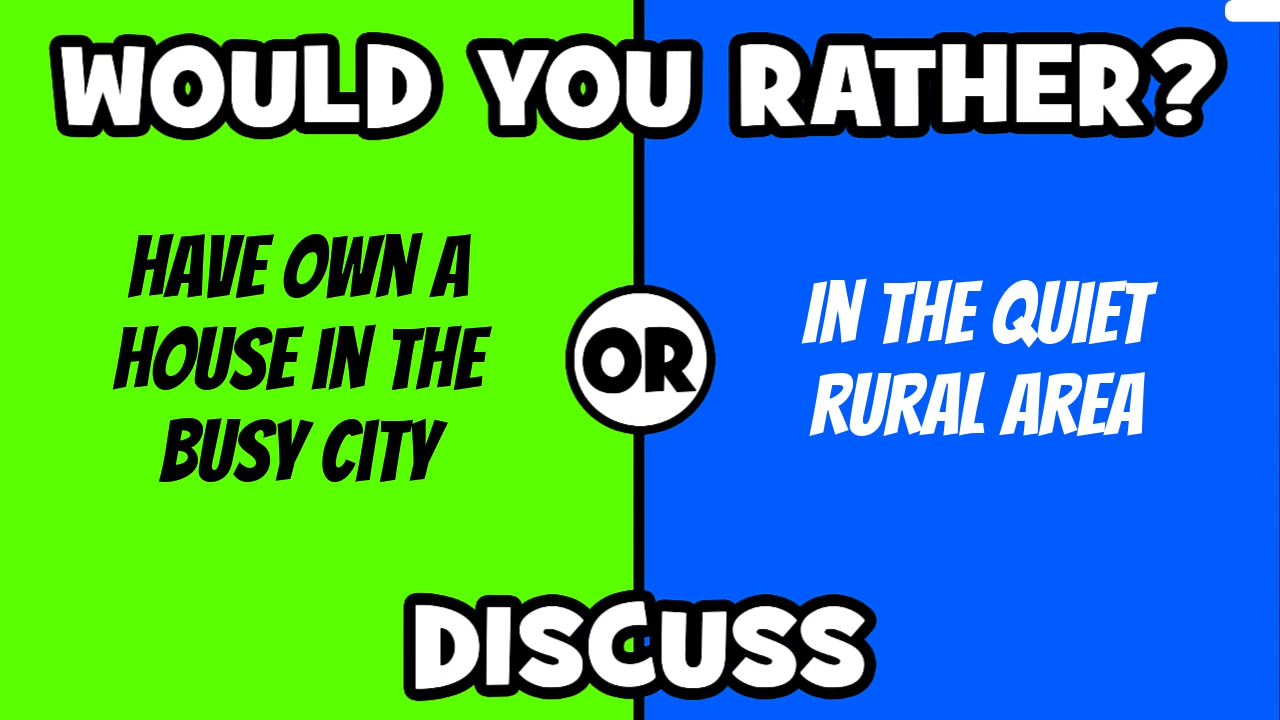 WOULD YOU RATHER?
HAVE OWN A
HOUSE IN THE
BUSY CITY
OR
IN THE QUIET
RURAL AREA
DISCUSS